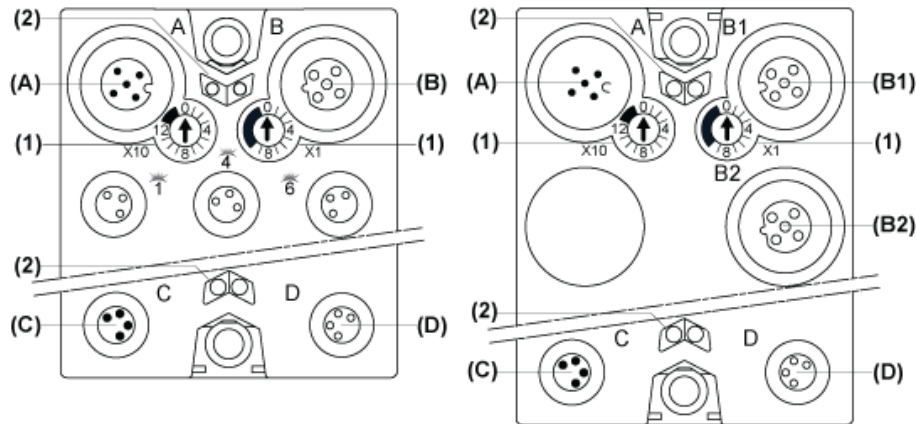 (2) A B
(A) (B)
0 4 8 12 0 4 8
(1) X10 X1 (1)
1 4 6
(2) C D
(C) (D)
(2) A B1
(A) (B1)
0 4 8 12 0 4 8
(1) X10 X1 (1)
B2
(B2)
(2) C D
(C) (D)